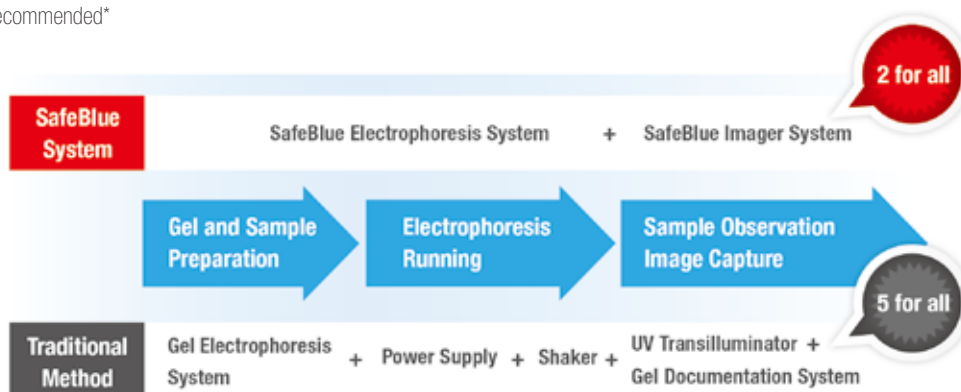 ecommended*
2 for all
SafeBlue
System
SafeBlue Electrophoresis System + SafeBlue Imager System
Gel and Sample
Preparation
Electrophoresis
Running
Sample Observation
Image Capture
5 for all
Traditional
Method
Gel Electrophoresis
System
+ Power Supply + Shaker +
UV Transilluminator +
Gel Documentation System